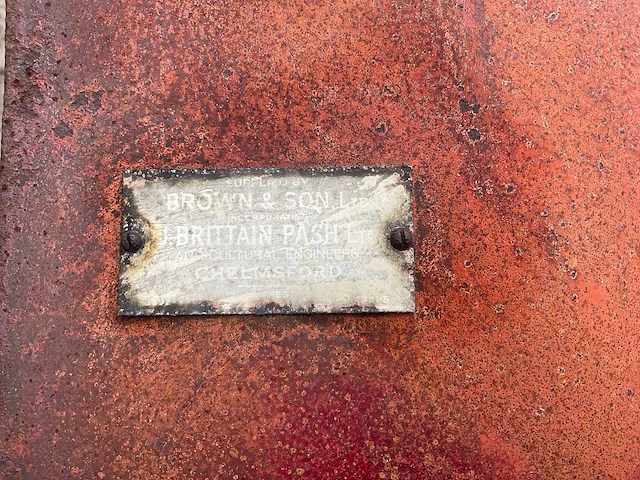 SUPPLIED BY
BROWN & SON LTD
INCORPORATING
J. BRITTAIN PASH LTD
AGRICULTURAL ENGINEERS
CHELMSFORD